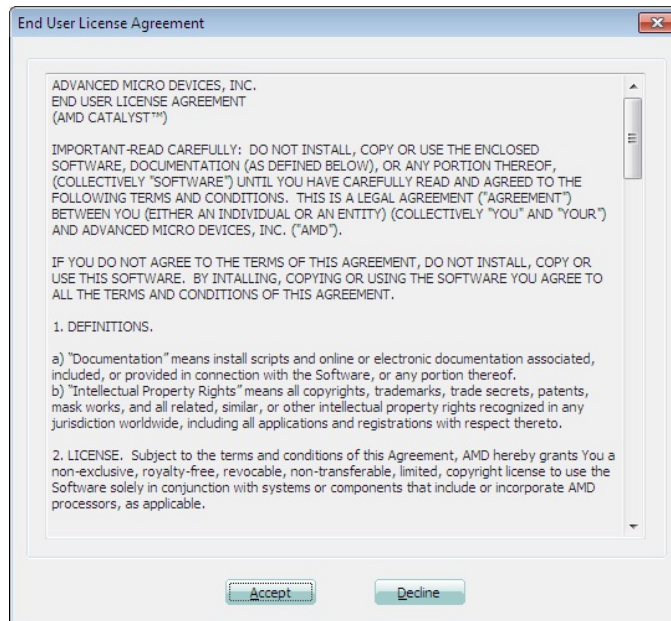 End User License Agreement
ADVANCED MICRO DEVICES, INC.
END USER LICENSE AGREEMENT
(AMD CATALYST™)
IMPORTANT-READ CAREFULLY: DO NOT INSTALL, COPY OR USE THE ENCLOSED
SOFTWARE, DOCUMENTATION (AS DEFINED BELOW), OR ANY PORTION THEREOF,
(COLLECTIVELY "SOFTWARE") UNTIL YOU HAVE CAREFULLY READ AND AGREED TO THE
FOLLOWING TERMS AND CONDITIONS. THIS IS A LEGAL AGREEMENT ("AGREEMENT")
BETWEEN YOU (EITHER AN INDIVIDUAL OR AN ENTITY) (COLLECTIVELY "YOU" AND "YOUR")
AND ADVANCED MICRO DEVICES, INC. ("AMD").
IF YOU DO NOT AGREE TO THE TERMS OF THIS AGREEMENT, DO NOT INSTALL, COPY OR
USE THIS SOFTWARE. BY INTALLING, COPYING OR USING THE SOFTWARE YOU AGREE TO
ALL THE TERMS AND CONDITIONS OF THIS AGREEMENT.
1. DEFINITIONS.
a) "Documentation" means install scripts and online or electronic documentation associated,
included, or provided in connection with the Software, or any portion thereof.
b) "Intellectual Property Rights" means all copyrights, trademarks, trade secrets, patents,
mask works, and all related, similar, or other intellectual property rights recognized in any
jurisdiction worldwide, including all applications and registrations with respect thereto.
2. LICENSE. Subject to the terms and conditions of this Agreement, AMD hereby grants You a
non-exclusive, royalty-free, revocable, non-transferable, limited, copyright license to use the
Software solely in conjunction with systems or components that include or incorporate AMD
processors, as applicable.
Accept Decline